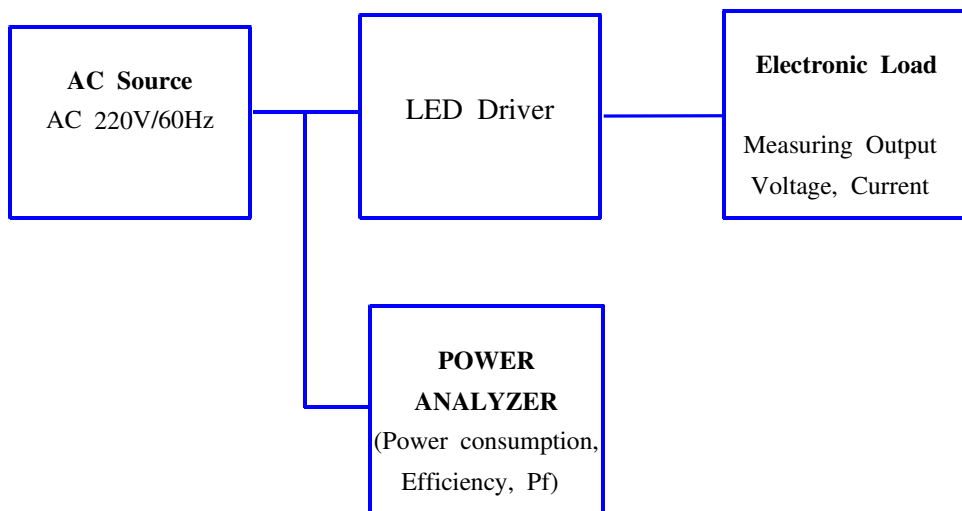 AC Source
AC 220V/60Hz
LED Driver
Electronic Load
Measuring Output
Voltage, Current
POWER
ANALYZER
(Power consumption,
Efficiency, Pf)